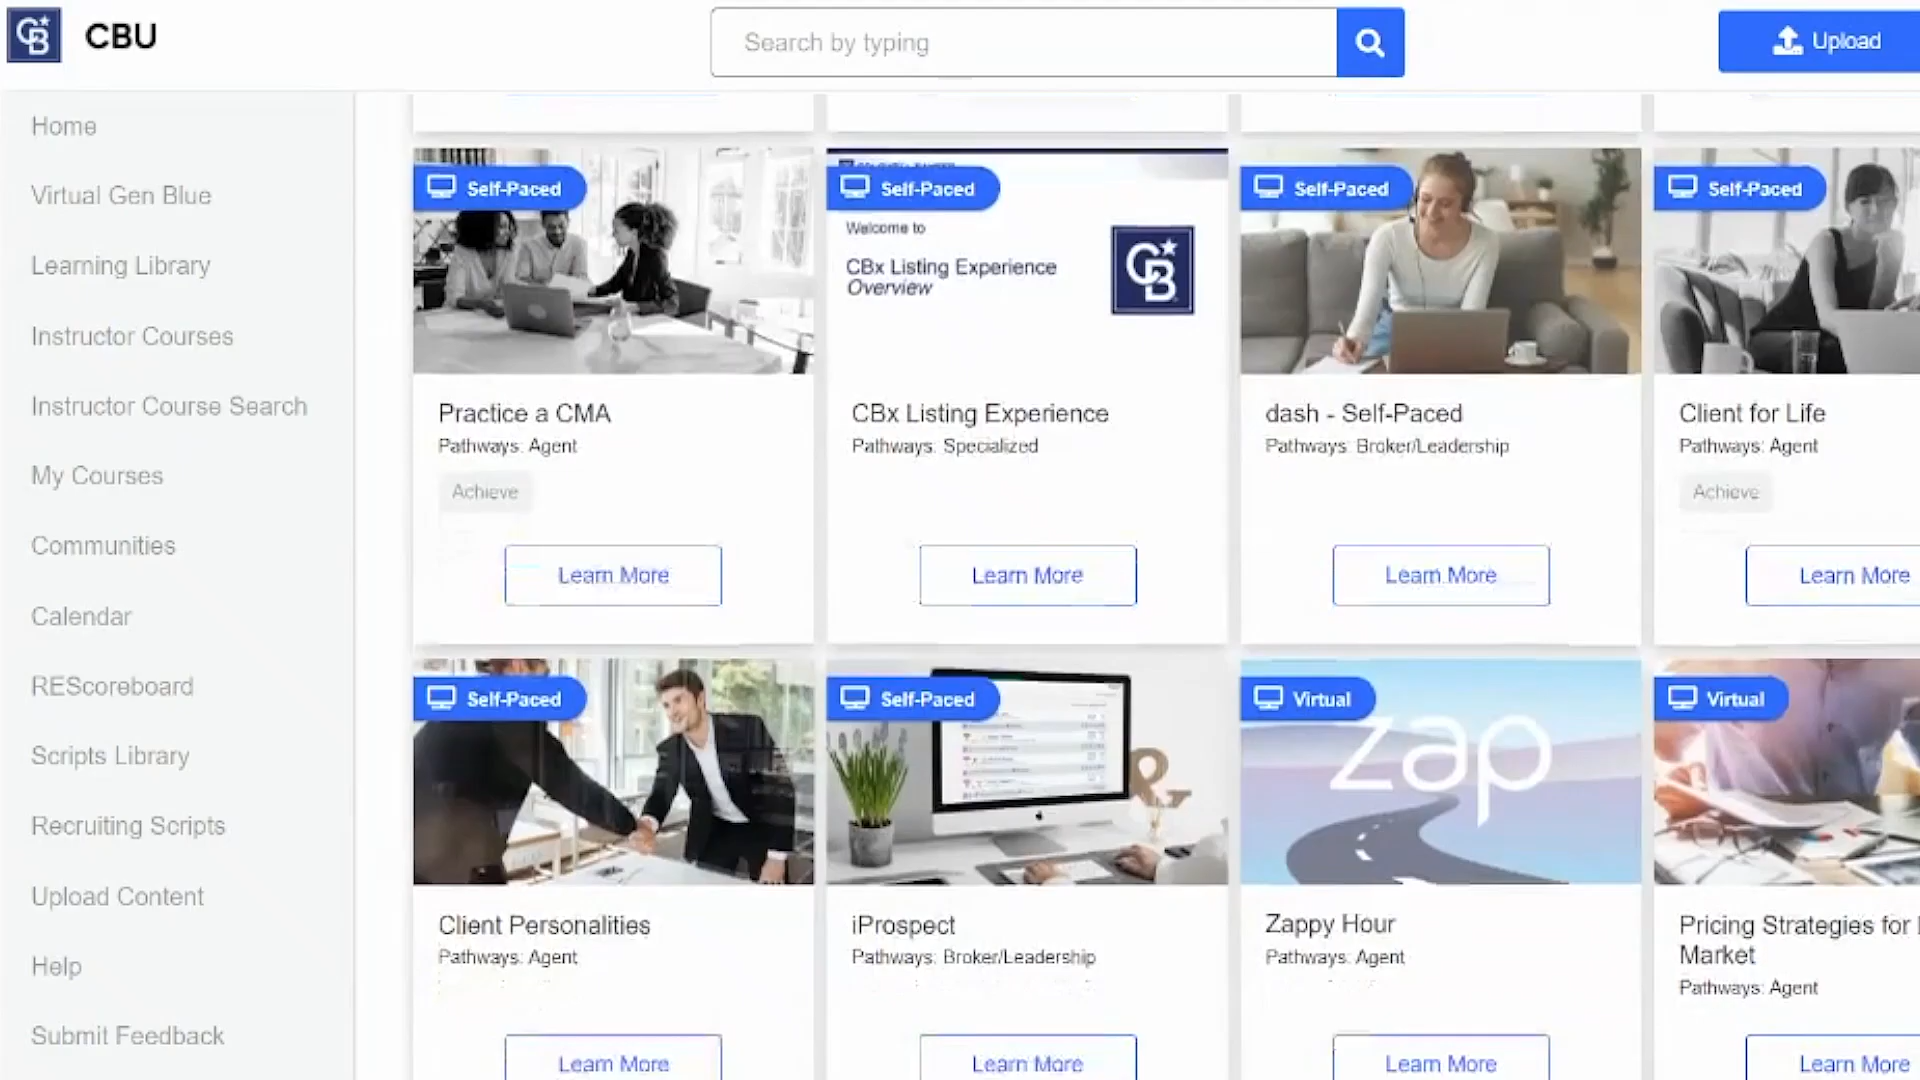 CB
CBU
Search by typing
Upload
Home
Virtual Gen Blue
Learning Library
Instructor Courses
Instructor Course Search
My Courses
Communities
Calendar
REScoreboard
Scripts Library
Recruiting Scripts
Upload Content
Help
Submit Feedback
Self-Paced
Self-Paced
Self-Paced
Self-Paced
Welcome to
CBx Listing Experience
Overview
CB
Practice a CMA
Pathways: Agent
Achieve
Learn More
CBx Listing Experience
Pathways: Specialized
Learn More
dash - Self-Paced
Pathways: Broker/Leadership
Learn More
Client for Life
Pathways: Agent
Achieve
Learn More
Self-Paced
Self-Paced
Virtual
Virtual
&
zap
Client Personalities
Pathways: Agent
Learn More
iProspect
Pathways: Broker/Leadership
Learn More
Zappy Hour
Pathways: Agent
Learn More
Pricing Strategies for
Market
Pathways: Agent
Learn More